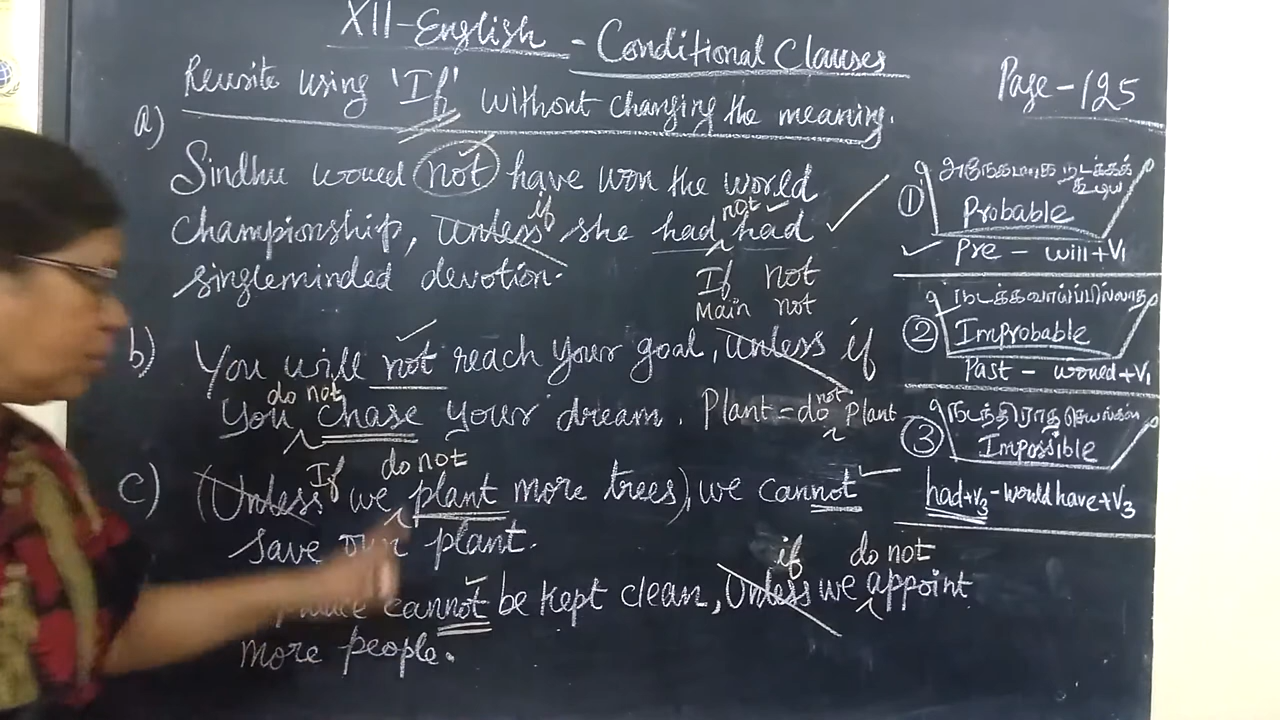 XII-English - Conditional Clauses
Page-125
Rewrite using 'If' without changing the meaning.
a)
Sindhu would not have won the world
if not
championship, Unless she had had
singleminded devotion.
If not
Main not
b) You will not reach your goal, Unless if
do not not
You chase your dream. Plant = do Plant
If do not
c) (Unless we plant more trees), we cannot
save our plant.
if do not
cannot be kept clean, Unless we appoint
more people.
1 அநேகமாக நடக்கக்
கூடிய
Probable
Pre - will+V1
நடக்கவாய்ப்பில்லாத
2 Improbable
Past - would+V1
நடந்திராத செயல்கள்
3 Impossible
had+V3 - would have+V3